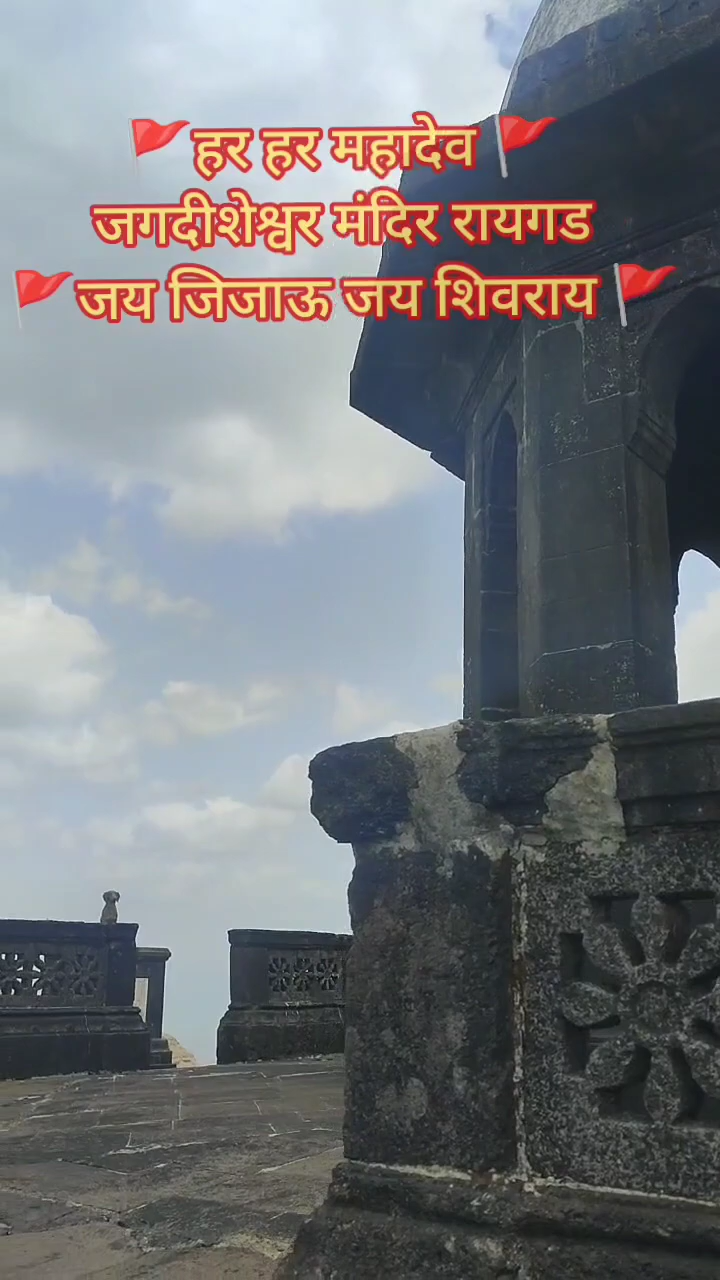 🚩हर हर महादेव🚩
जगदीशेश्वर मंदिर रायगड
🚩जय जिजाऊ जय शिवराय🚩